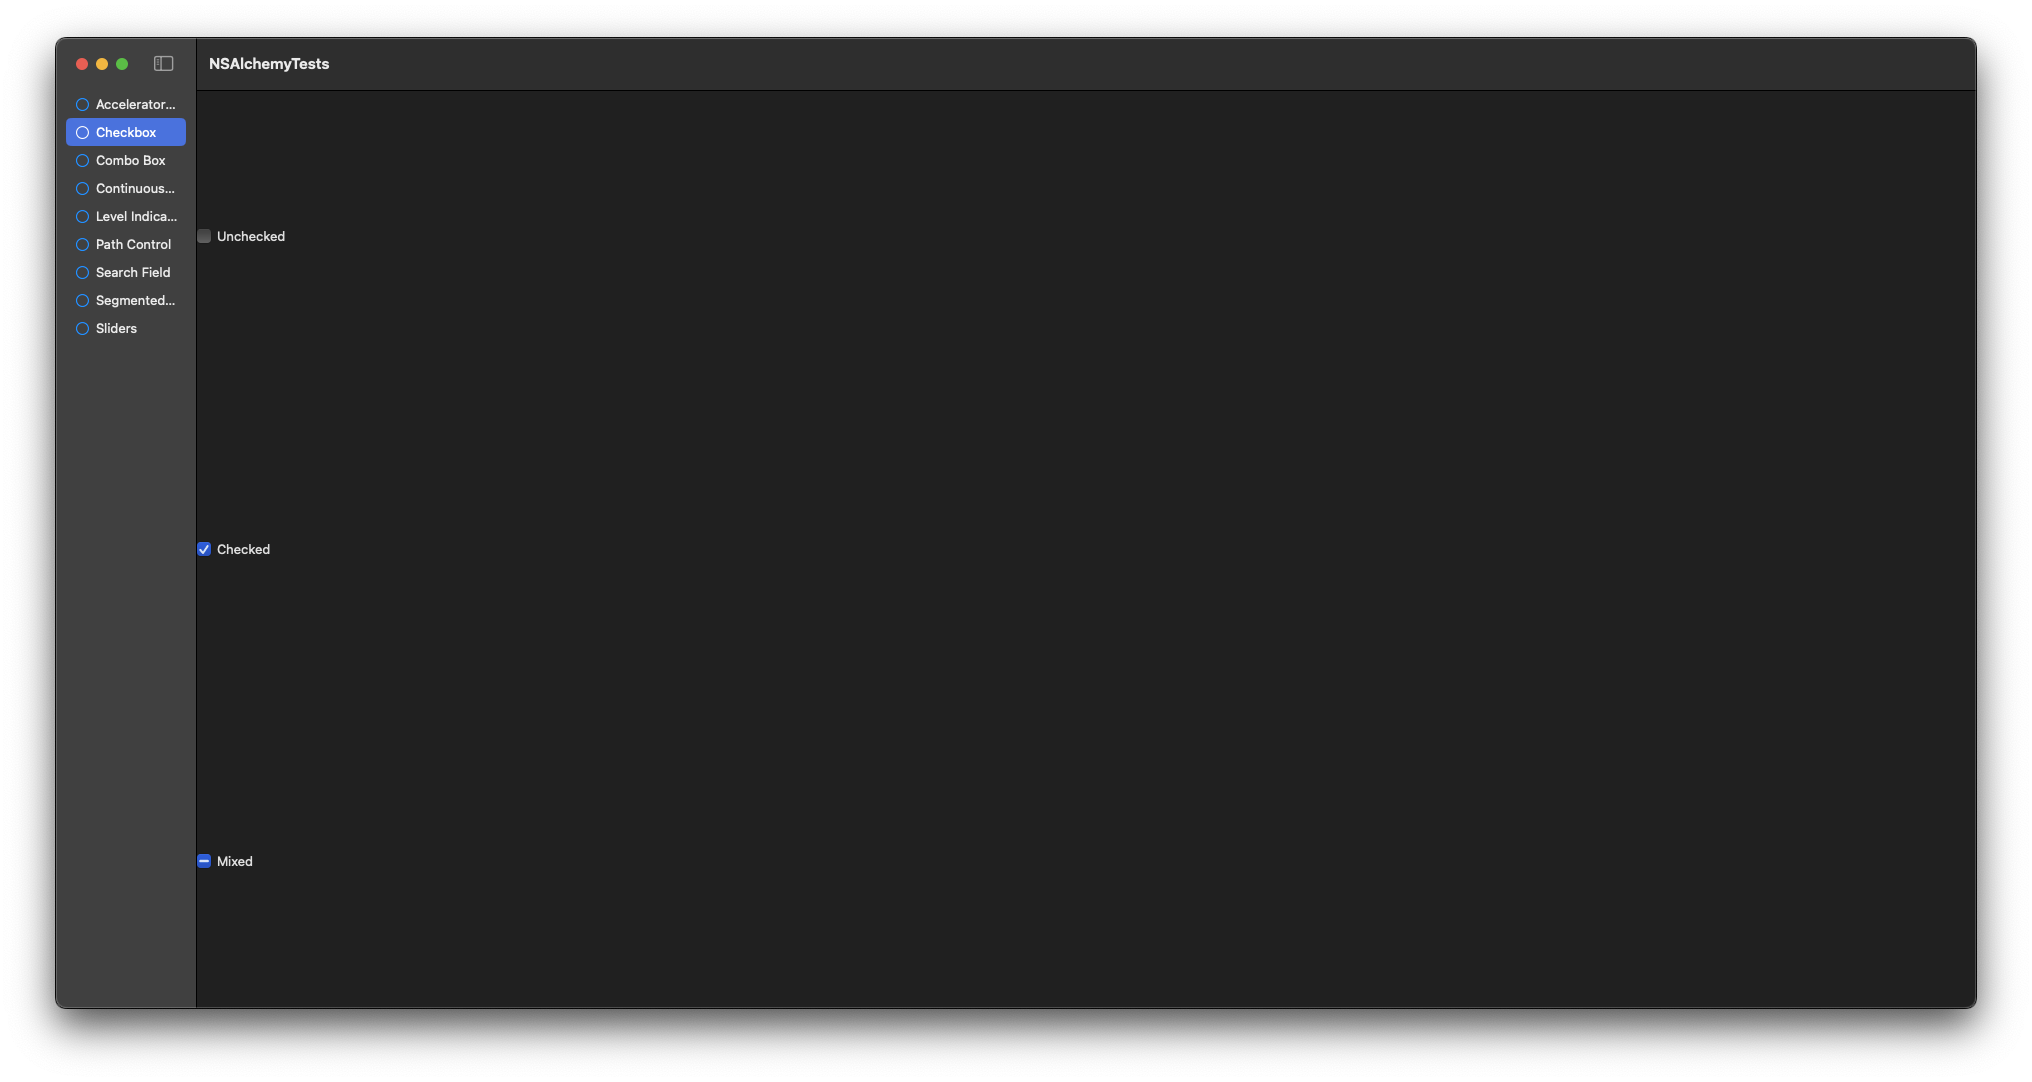 NSAlchemyTests
Accelerator...
Checkbox
Combo Box
Continuous...
Level Indica...
Path Control
Search Field
Segmented...
Sliders
Unchecked
Checked
Mixed